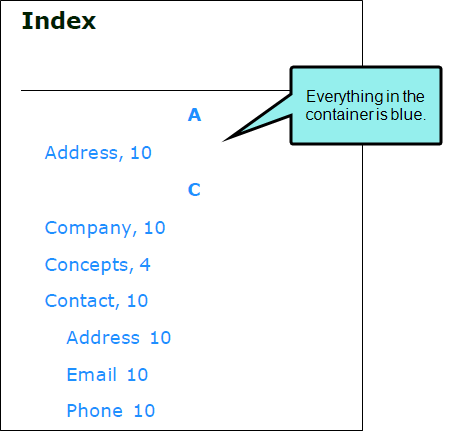 Index
Everything in the
container is blue.
A
Address, 10
C
Company, 10
Concepts, 4
Contact, 10
Address 10
Email 10
Phone 10